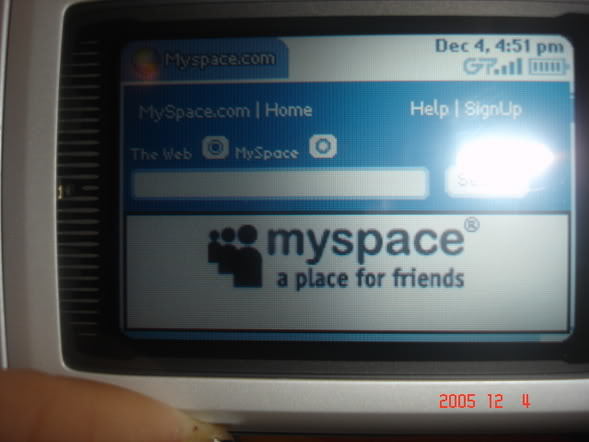 Dec 4, 4:51 pm
Myspace.com
G
MySpace.com | Home Help | SignUp
The Web MySpace
myspace®
a place for friends
2005 12 4